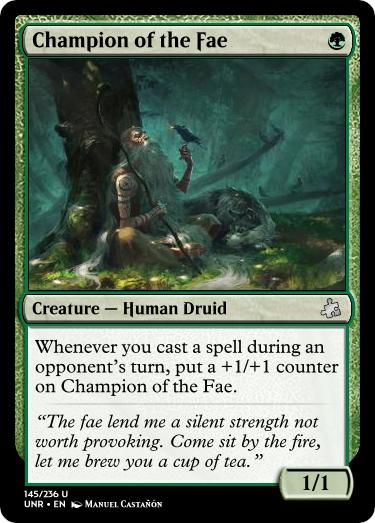 Champion of the Fae
Creature — Human Druid
Whenever you cast a spell during an
opponent's turn, put a +1/+1 counter
on Champion of the Fae.
"The fae lend me a silent strength not
worth provoking. Come sit by the fire,
let me brew you a cup of tea."
1/1
145/236 U
UNR • EN Manuel Castañón